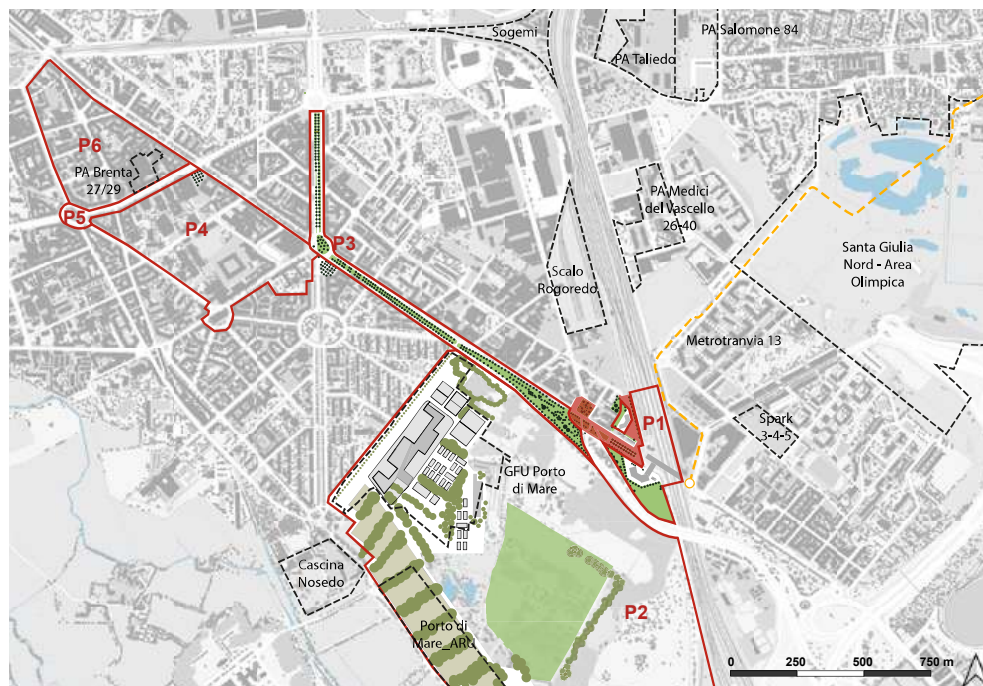 Sogemi
PA Salomone 84
PA Taliedo
P6
PA Brenta
27/29
P5
P4
P3
PA Medici
del Vascello
26-40
Santa Giulia
Nord - Area
Olimpica
Scalo
Rogoredo
Metrotranvia 13
P1
Spark
3-4-5
GFU Porto
di Mare
Cascina
Nosedo
P2
Porto di
Mare_ARU
0 250 500 750 m